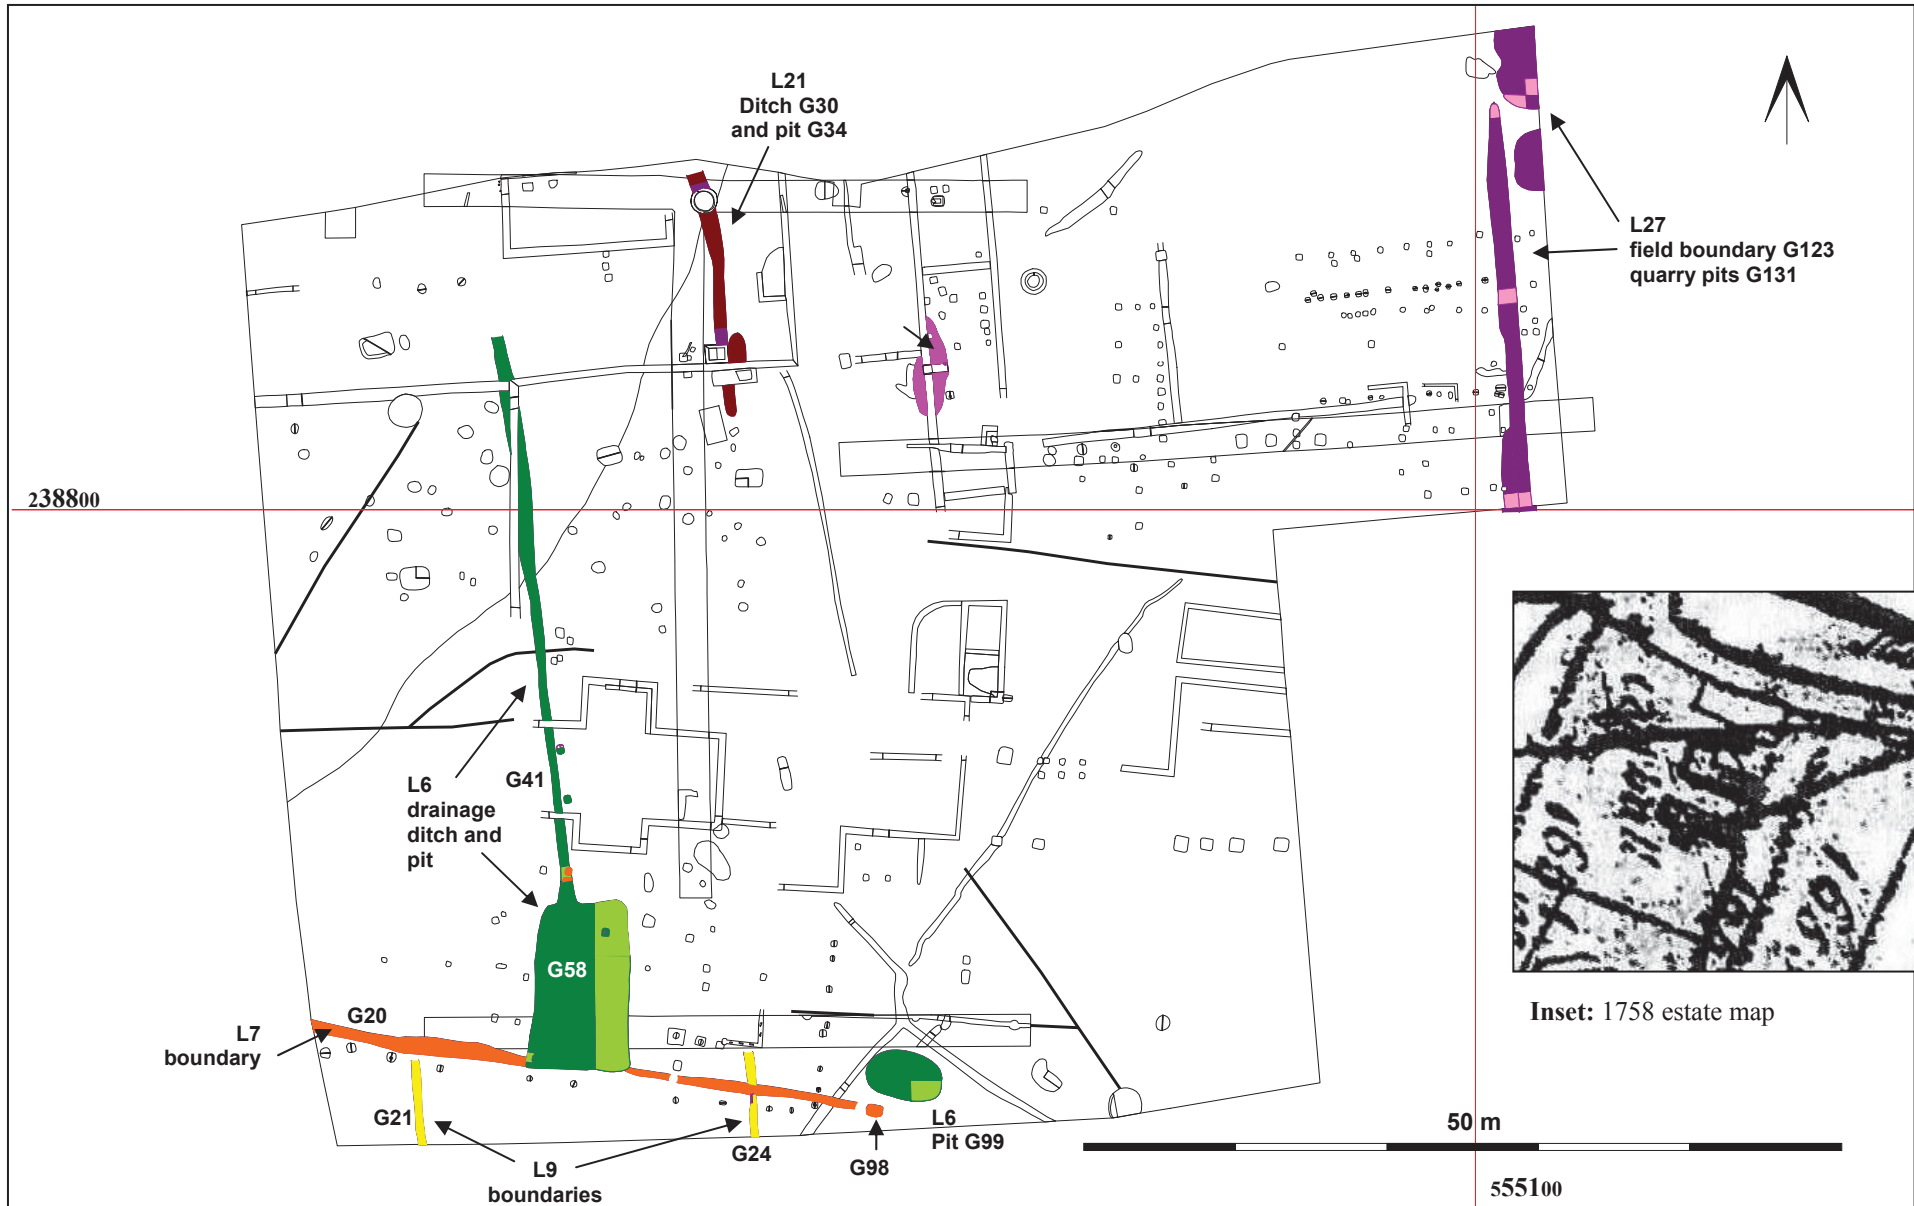 L21
Ditch G30
and pit G34
L27
field boundary G123
quarry pits G131
238800
L6
drainage
ditch and
pit
G41
G58
L7
boundary
G20
G21
L9
boundaries
G24
G98
L6
Pit G99
50 m
555100
Inset: 1758 estate map